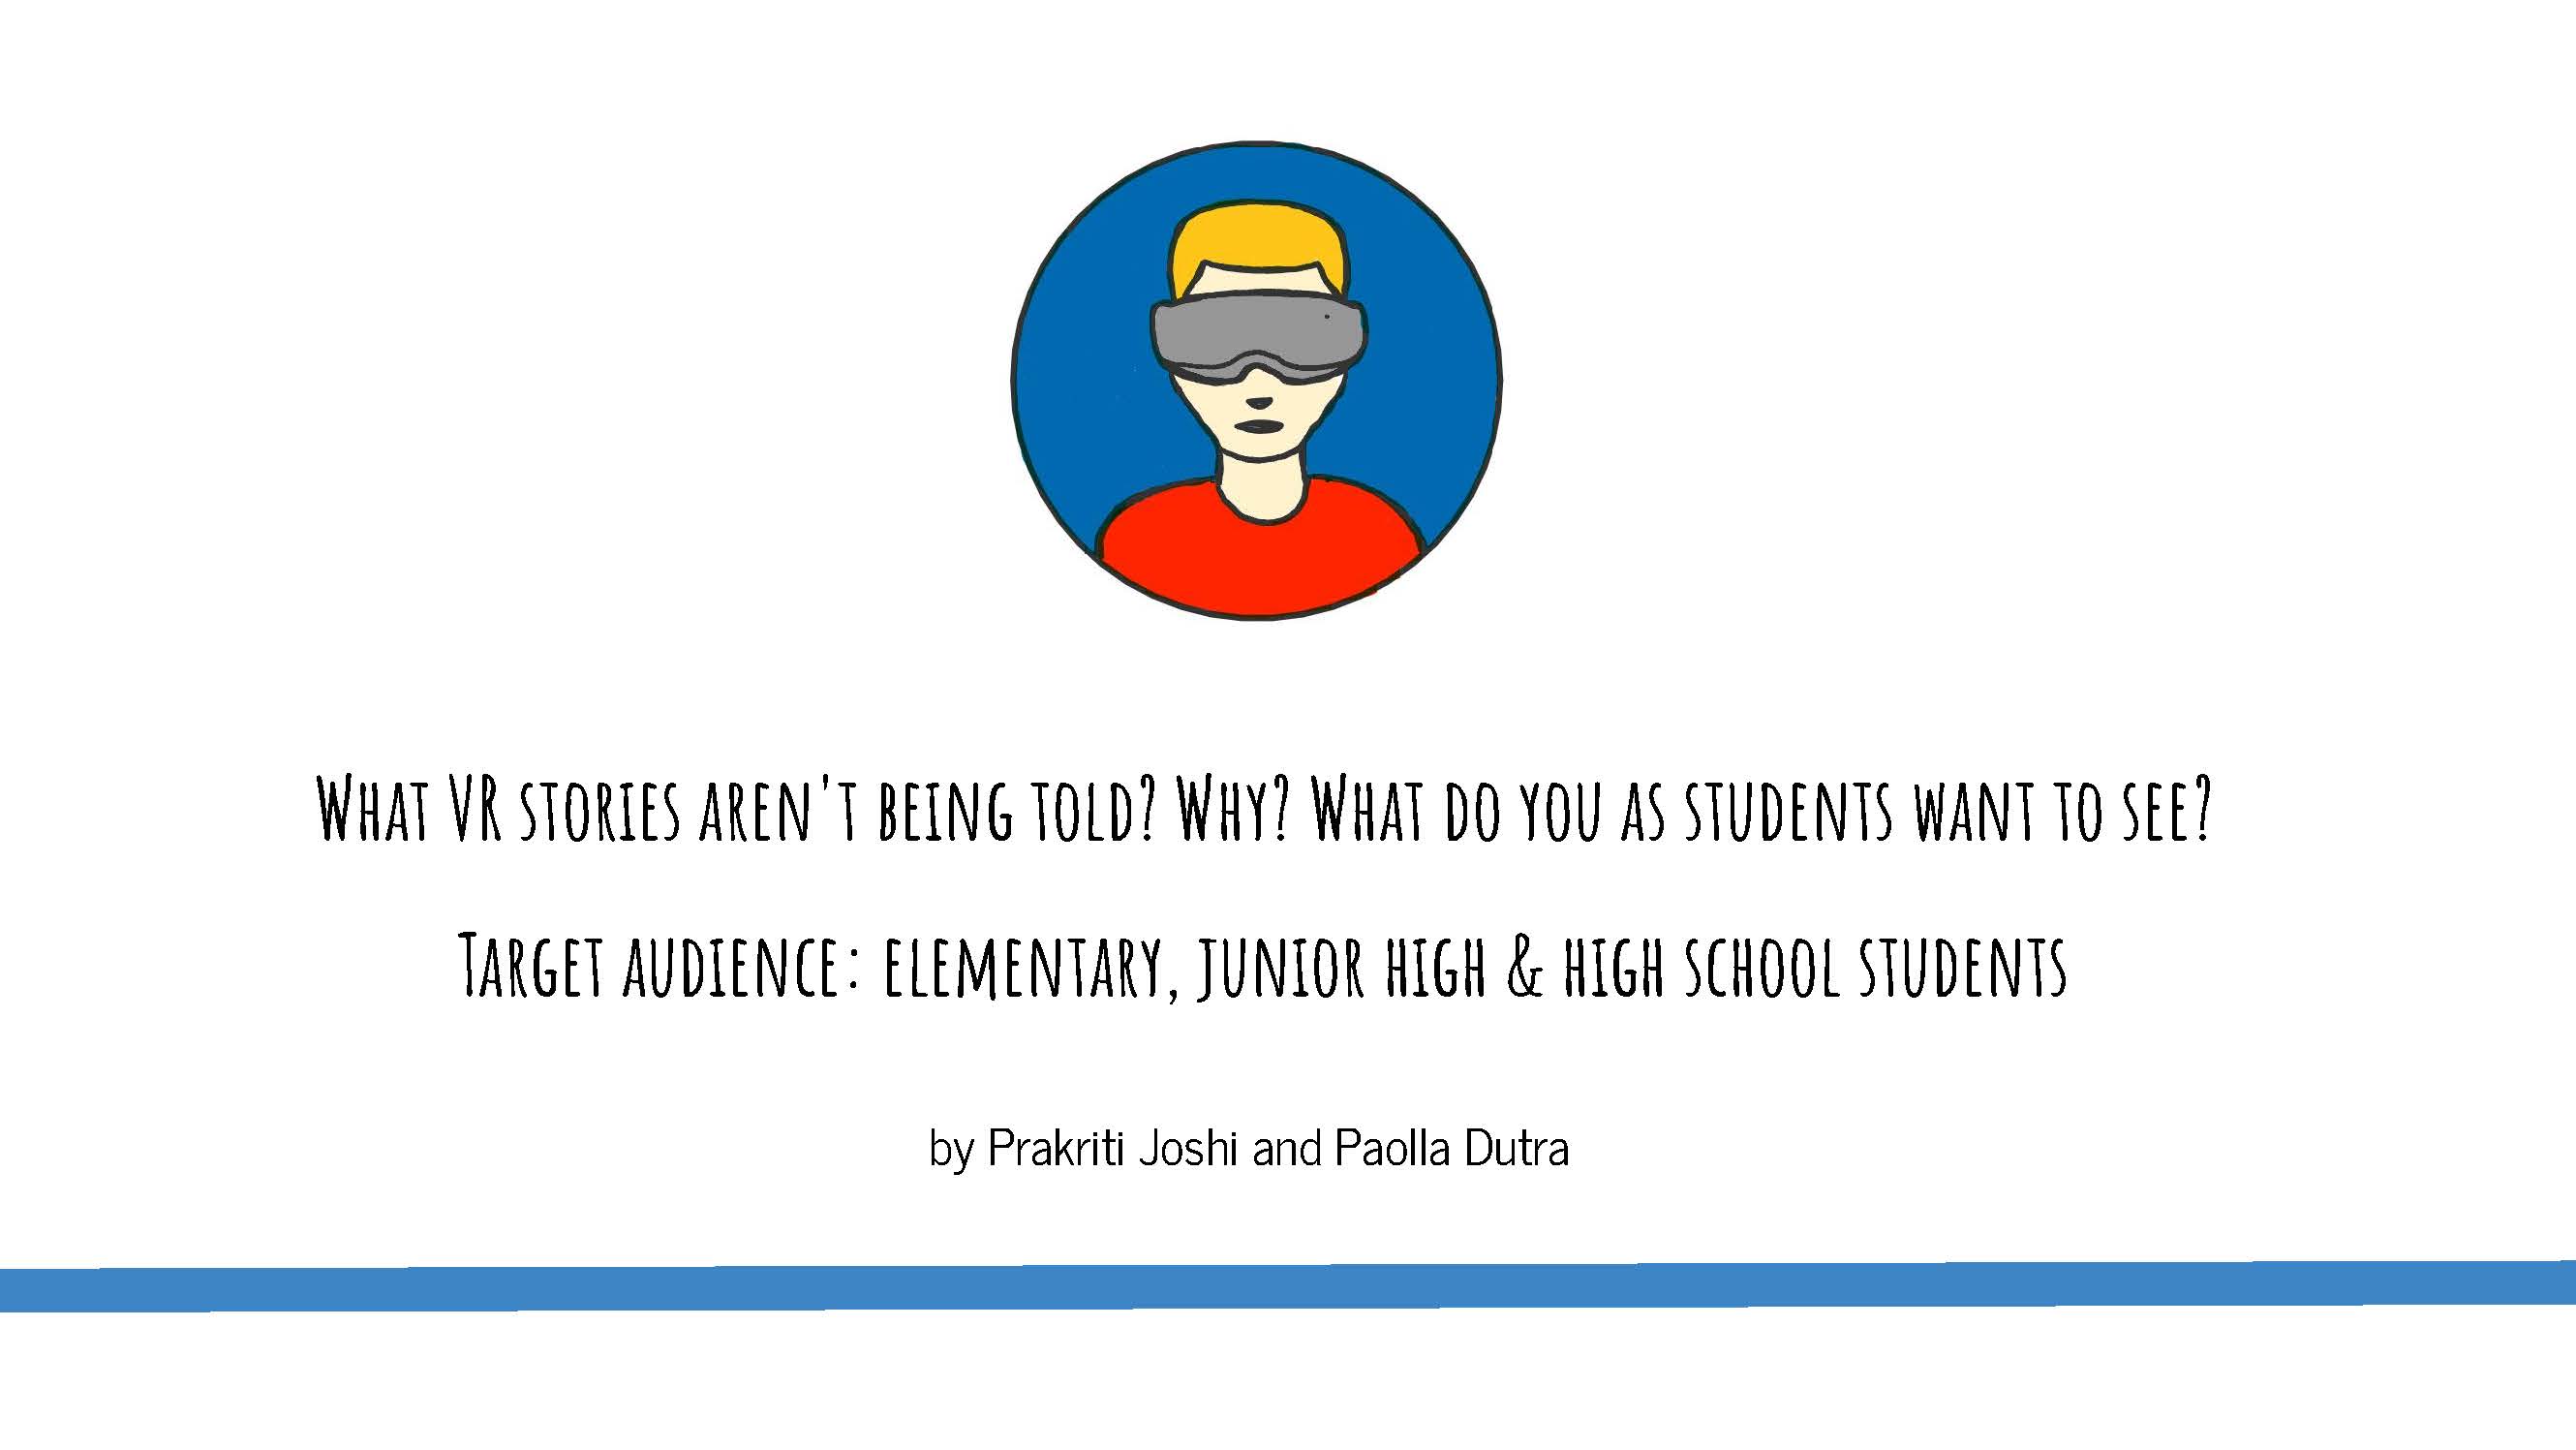 What VR stories aren't being told? Why? What do you as students want to see?
Target audience: elementary, junior high & high school students
by Prakriti Joshi and Paolla Dutra